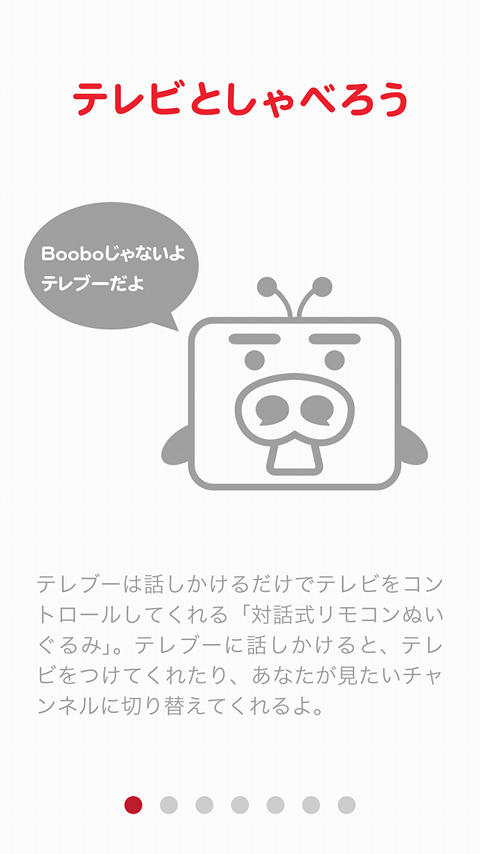 テレビとしゃべろう
Booboじゃないよ
テレブーだよ
テレブーは話しかけるだけでテレビをコン
トロールしてくれる「対話式リモコンぬい
ぐるみ」。テレブーに話しかけると、テレ
ビをつけてくれたり、あなたが見たいチャ
ンネルに切り替えてくれるよ。